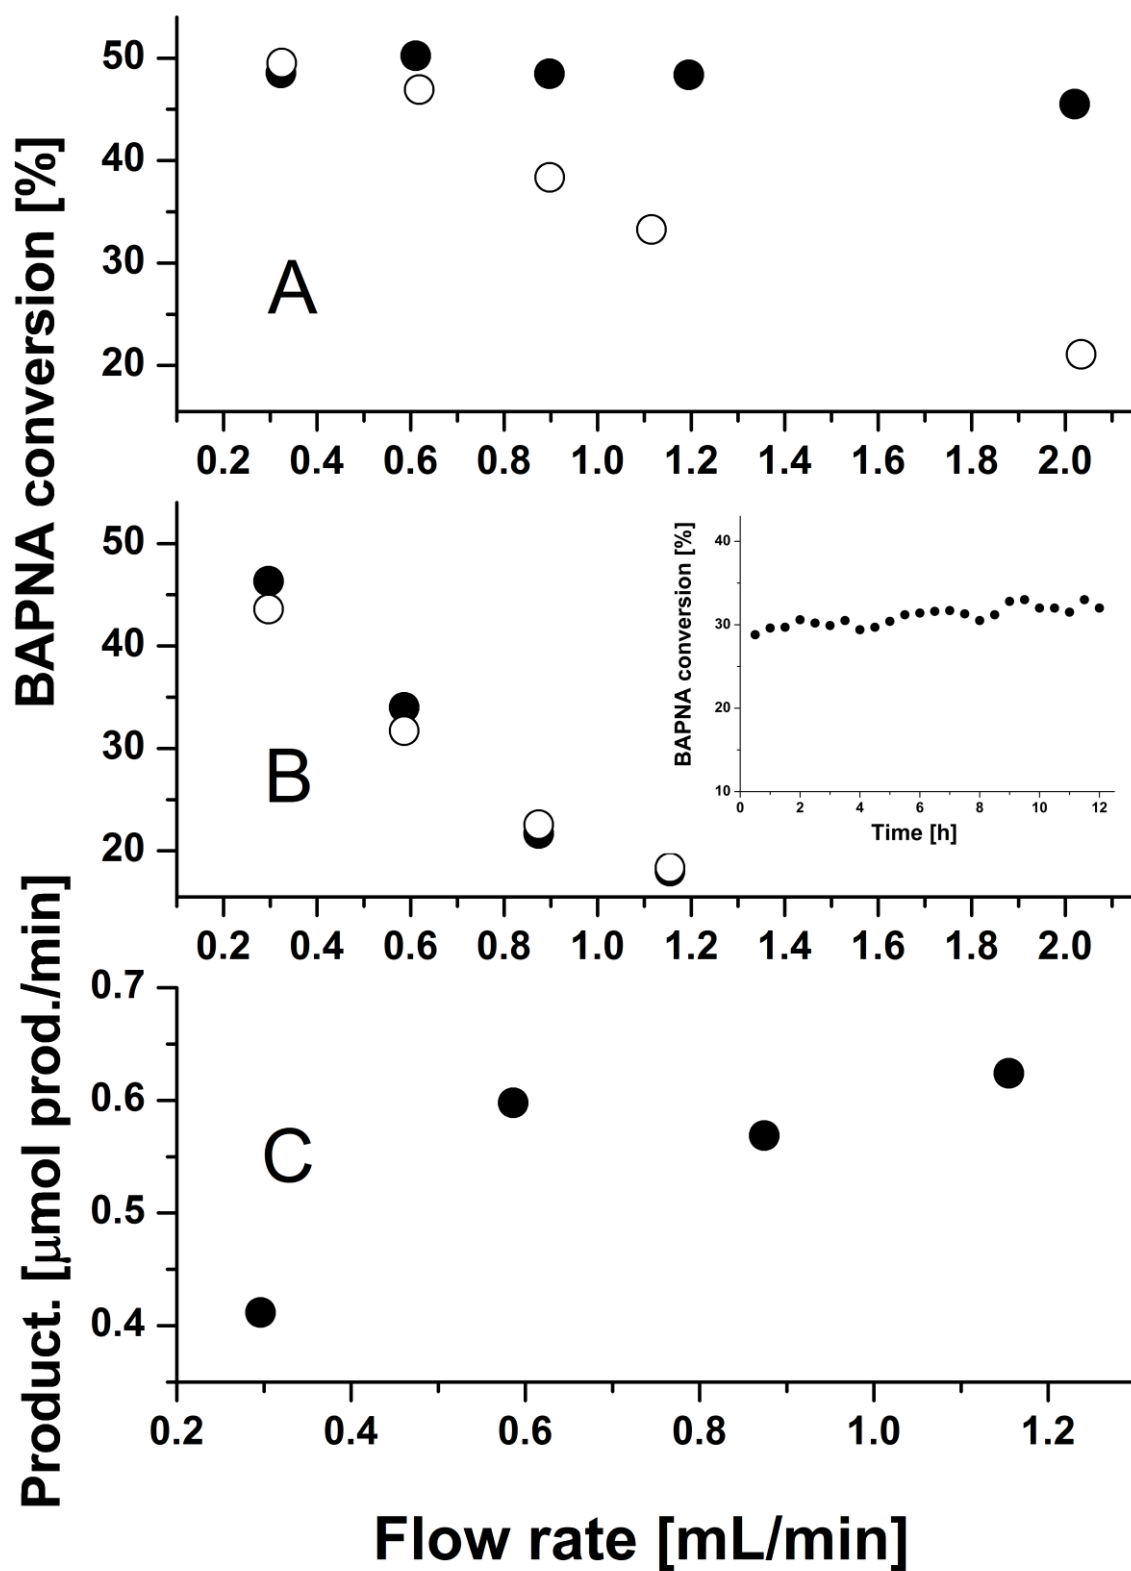 BAPNA conversion [%]
50
40
30
20
A
0.2 0.4 0.6 0.8 1.0 1.2 1.4 1.6 1.8 2.0
50
40
30
20
B
BAPNA conversion [%]
40
30
20
10
0 2 4 6 8 10 12
Time [h]
0.2 0.4 0.6 0.8 1.0 1.2 1.4 1.6 1.8 2.0
Product. [μmol prod./min]
0.7
0.6
0.5
0.4
C
0.2 0.4 0.6 0.8 1.0 1.2
Flow rate [mL/min]